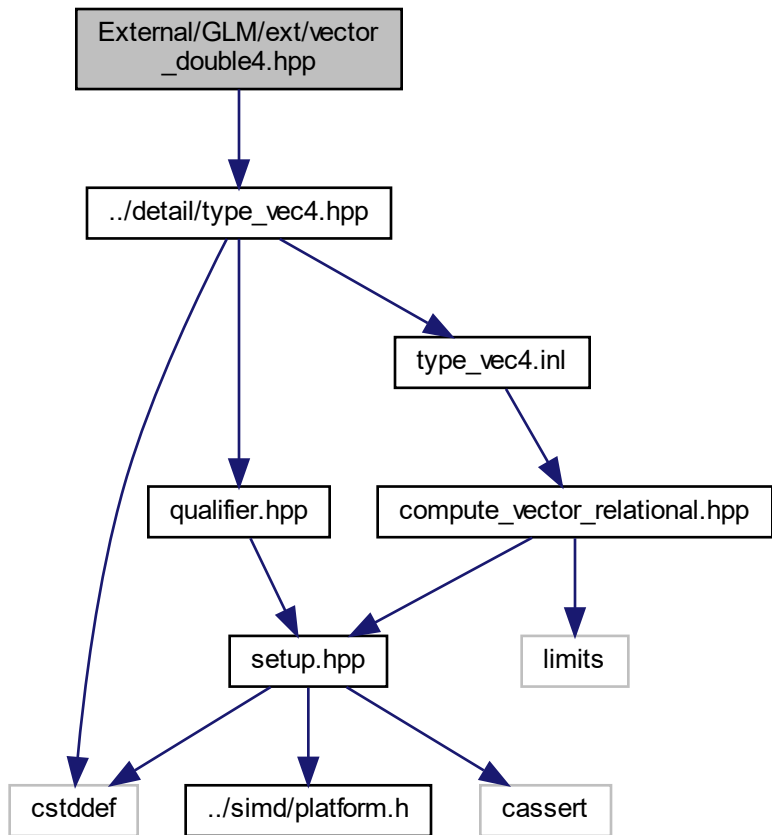 External/GLM/ext/vector
_double4.hpp
../detail/type_vec4.hpp
type_vec4.inl
qualifier.hpp
compute_vector_relational.hpp
setup.hpp
limits
cstddef
../simd/platform.h
cassert